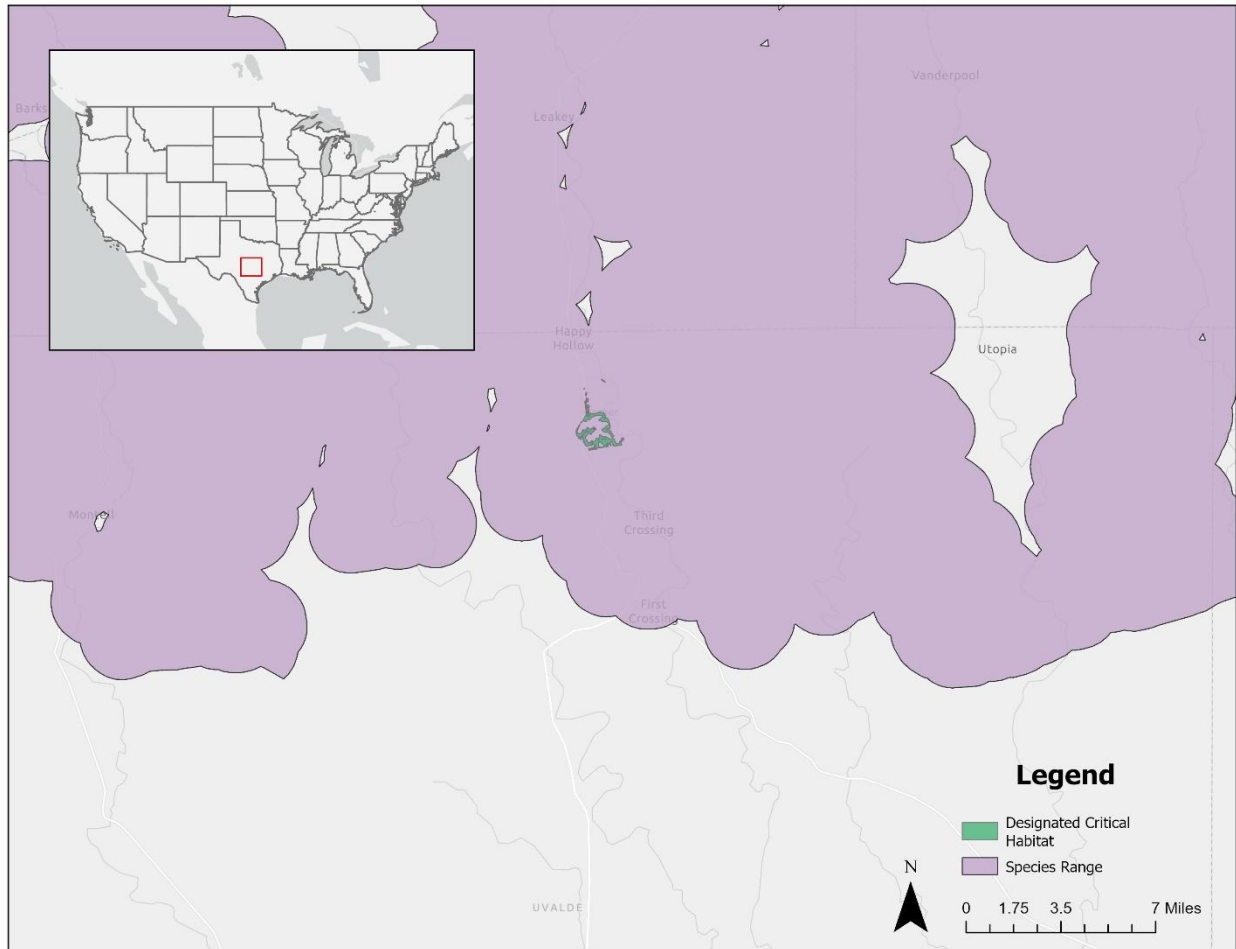 Vanderpool
Barks
Leakey
Happy
Hollow
Utopia
Montell
Third
Crossing
First
Crossing
Legend
Designated Critical
Habitat
Species Range
N
0 1.75 3.5 7 Miles
UVALDE